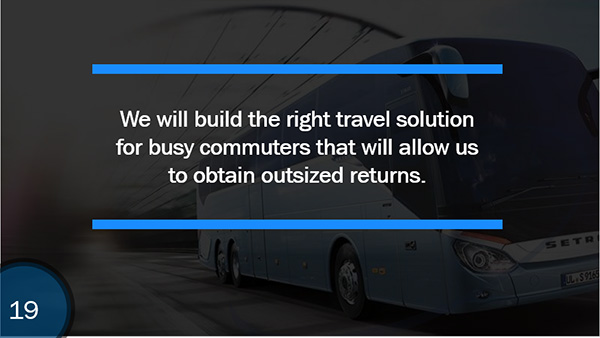 We will build the right travel solution
for busy commuters that will allow us
to obtain outsized returns.
SETRA
19